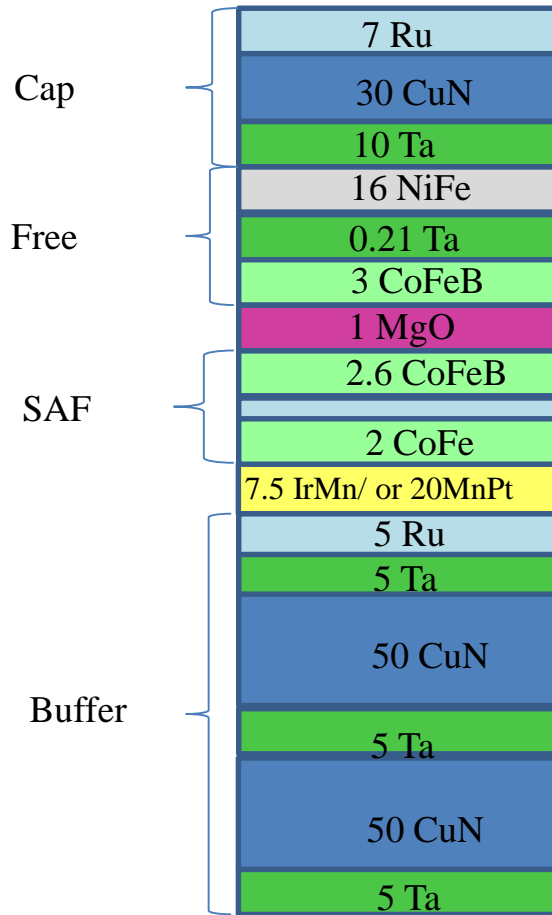 7 Ru
Cap
30 CuN
10 Ta
16 NiFe
Free
0.21 Ta
3 CoFeB
1 MgO
2.6 CoFeB
SAF
2 CoFe
7.5 IrMn/ or 20MnPt
5 Ru
5 Ta
50 CuN
Buffer
5 Ta
50 CuN
5 Ta